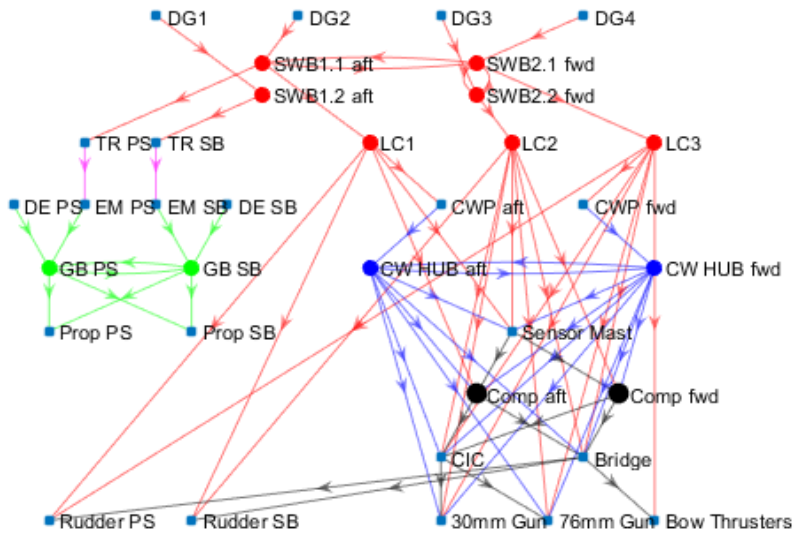 DG1 DG2 DG3 DG4
SWB1.1 aft SWB2.1 fwd
SWB1.2 aft SWB2.2 fwd
TR PS TR SB LC1 LC2 LC3
DE PS EM PS EM SB DE SB CWP aft CWP fwd
GB PS GB SB CW HUB aft CW HUB fwd
Prop PS Prop SB Sensor Mast
Comp aft Comp fwd
CIC Bridge
Rudder PS Rudder SB 30mm Gun 76mm Gun Bow Thrusters